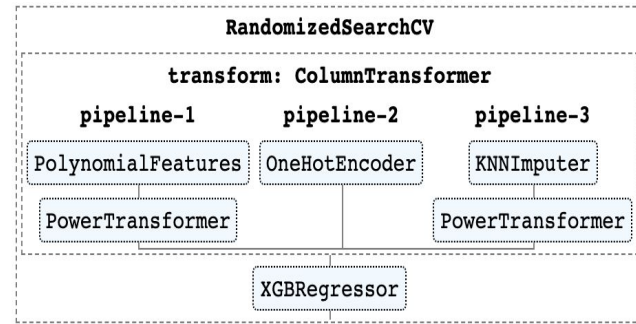 RandomizedSearchCV
transform: ColumnTransformer
pipeline-1 pipeline-2 pipeline-3
PolynomialFeatures OneHotEncoder KNNImputer
PowerTransformer PowerTransformer
XGBRegressor